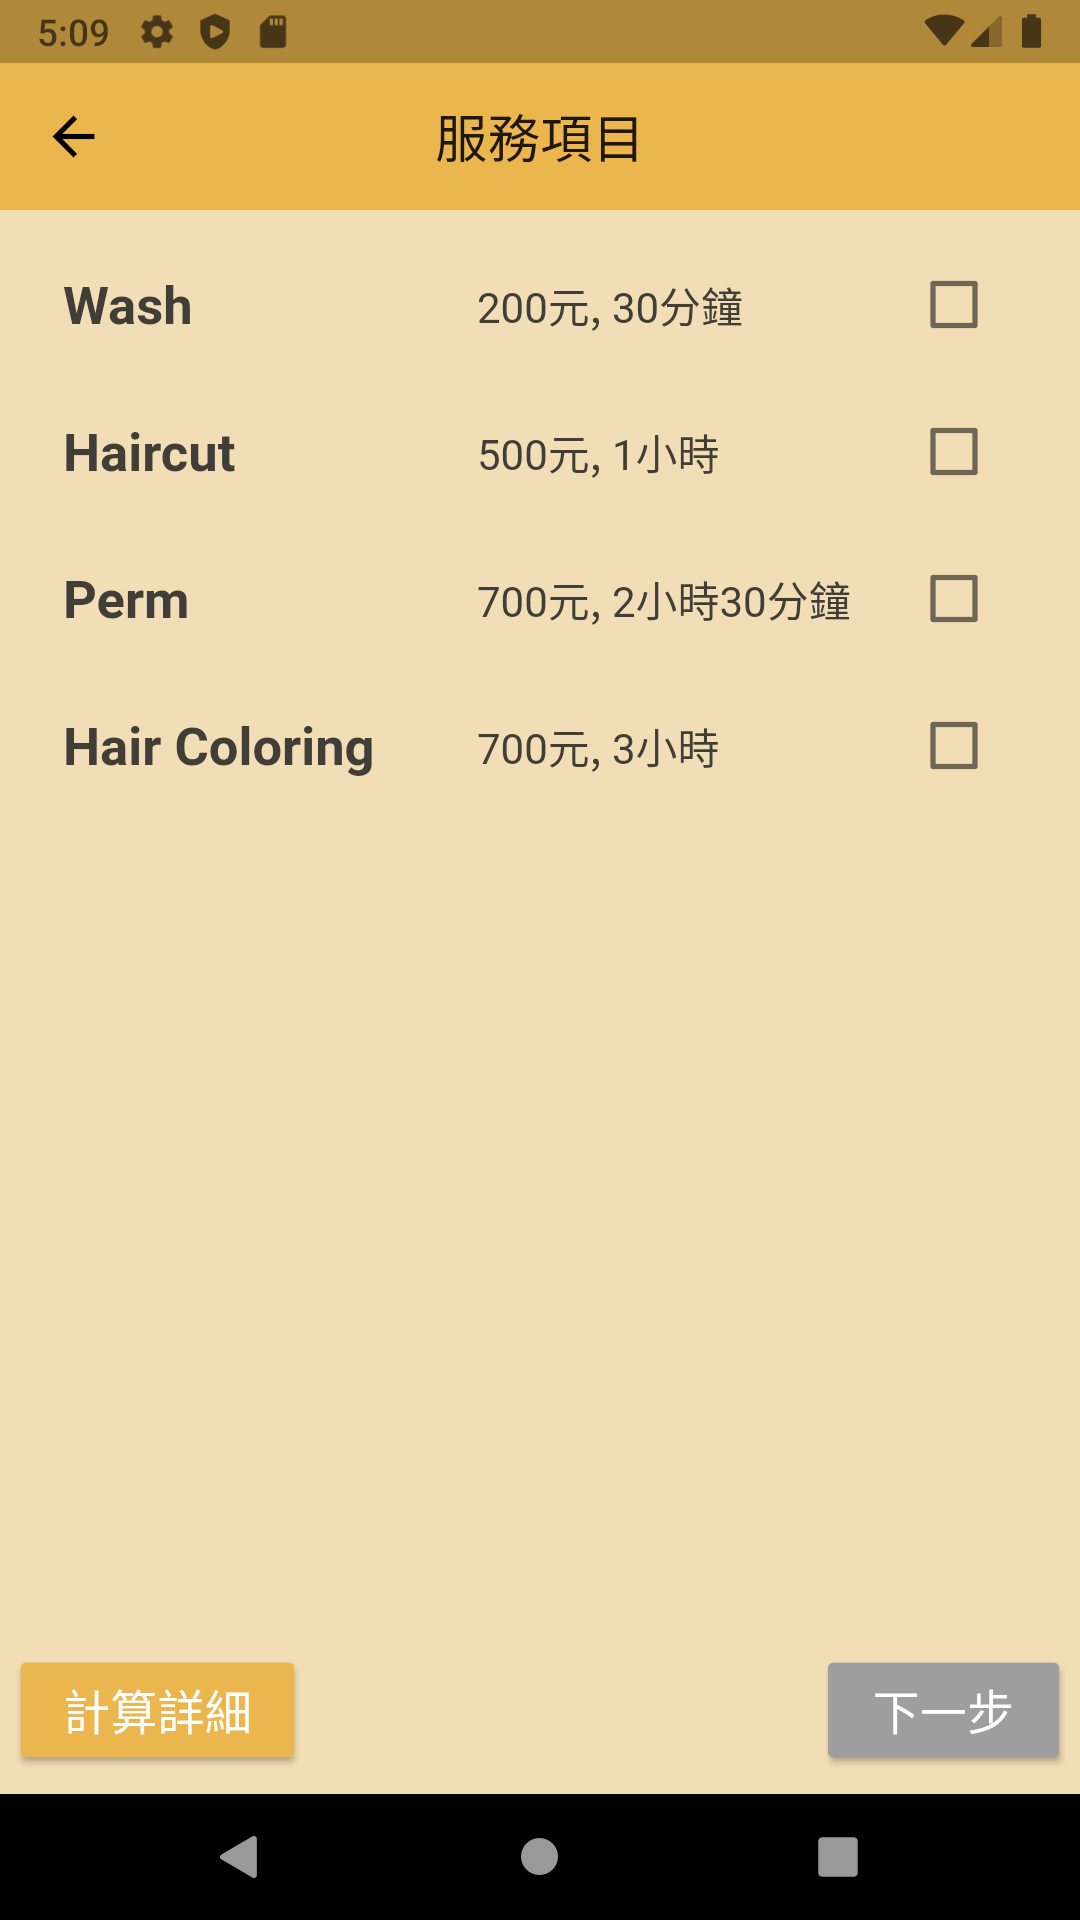 5:09
服務項目
Wash 200元, 30分鐘
Haircut 500元, 1小時
Perm 700元, 2小時30分鐘
Hair Coloring 700元, 3小時
計算詳細 下一步